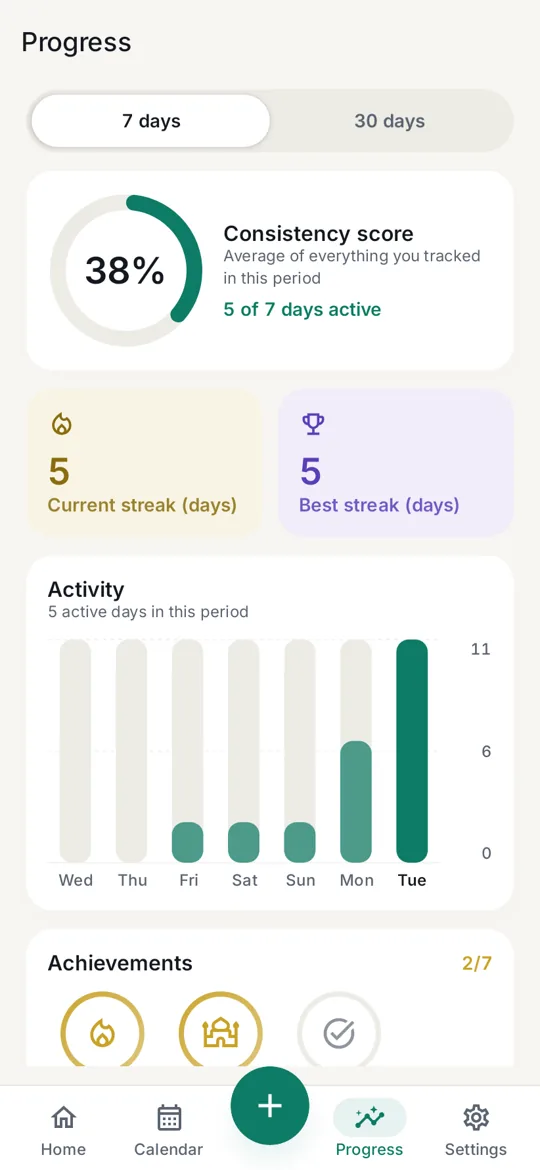 Progress
7 days
30 days
38%
Consistency score
Average of everything you tracked
in this period
5 of 7 days active
5
Current streak (days)
5
Best streak (days)
Activity
5 active days in this period
11
6
0
Wed Thu Fri Sat Sun Mon Tue
Achievements
2/7
Home
Calendar
Progress
Settings